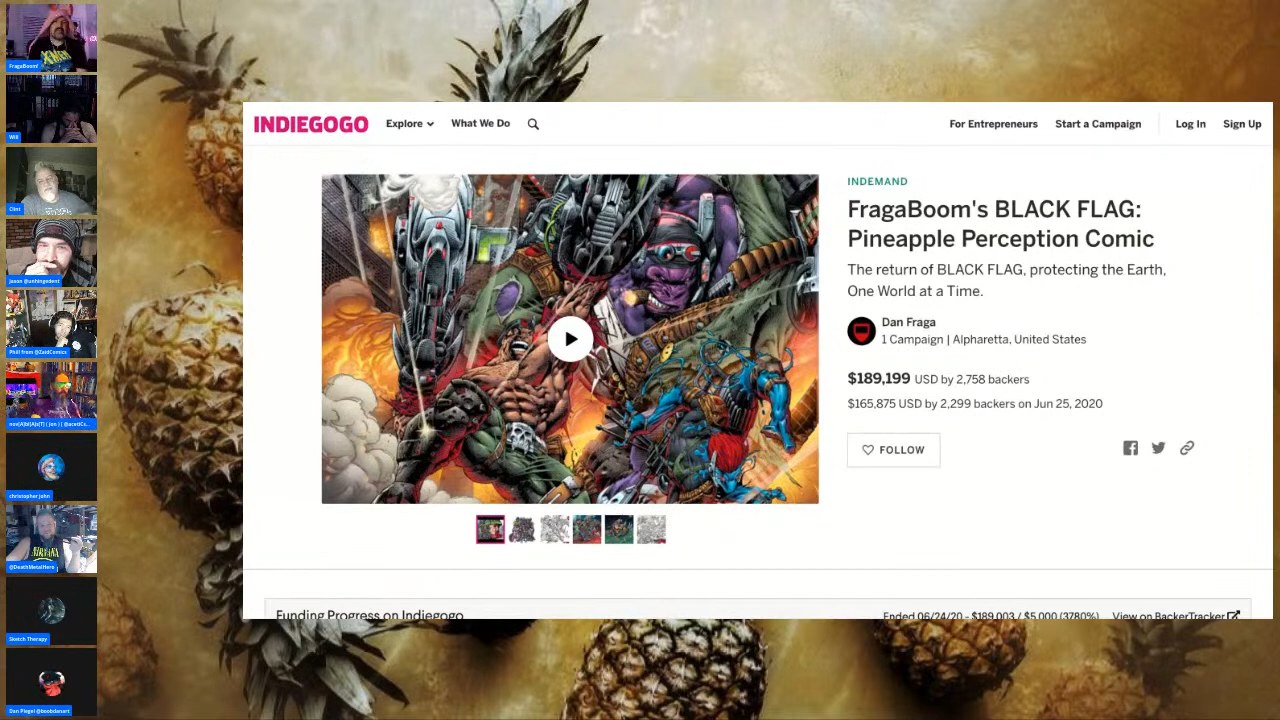 FragaBoom!
XMEN
Will
Clint
Jason @unhingedent
Phill from @ZaidComics
christopher john
NIRVANA
@DeathMetalHero
Sketch Therapy
Dan Piegel @boobdanart
INDIEGOGO
Explore
What We Do
For Entrepreneurs
Start a Campaign
Log In
Sign Up
INDEMAND
FragaBoom's BLACK FLAG:
Pineapple Perception Comic
The return of BLACK FLAG, protecting the Earth,
One World at a Time.
Dan Fraga
1 Campaign | Alpharetta, United States
$189,199 USD by 2,758 backers
$165,875 USD by 2,299 backers on Jun 25, 2020
FOLLOW
Funding Progress on Indiegogo
Ended 06/24/20 - $189,003 / $5,000 (3780%)
View on BackerTracker